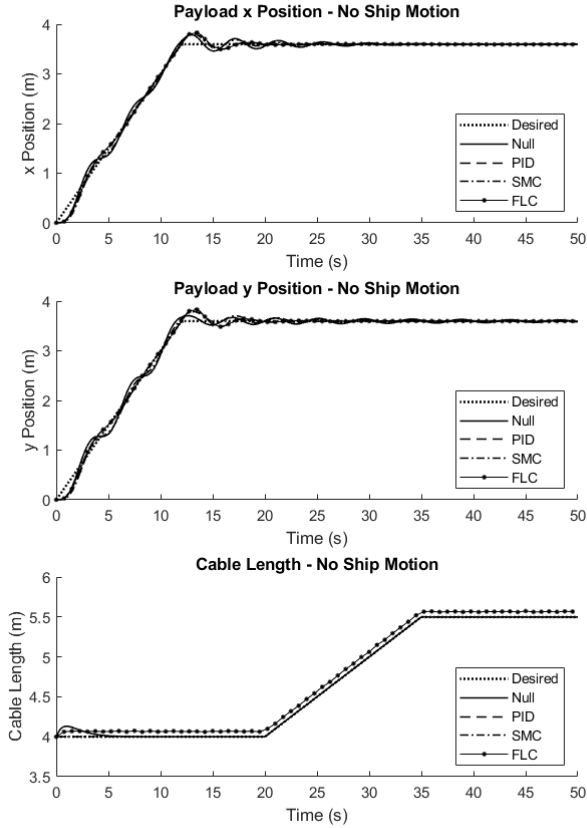 Payload x Position - No Ship Motion
4
3
2
1
0
x Position (m)
Desired
Null
PID
SMC
FLC
0 5 10 15 20 25 30 35 40 45 50
Time (s)
Payload y Position - No Ship Motion
4
3
2
1
0
y Position (m)
Desired
Null
PID
SMC
FLC
0 5 10 15 20 25 30 35 40 45 50
Time (s)
Cable Length - No Ship Motion
6
5.5
5
4.5
4
3.5
Cable Length (m)
Desired
Null
PID
SMC
FLC
0 5 10 15 20 25 30 35 40 45 50
Time (s)